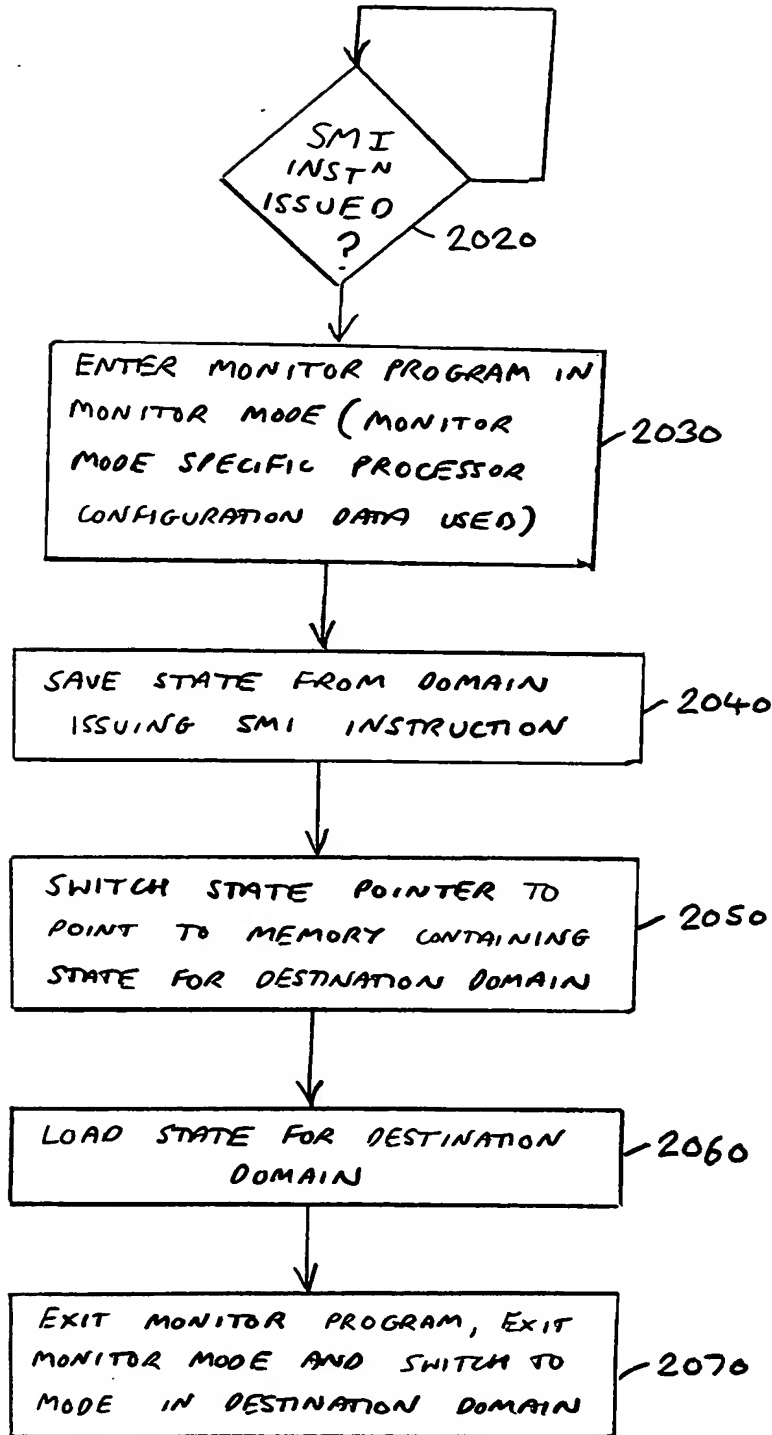 SMI
INSTᴺ
ISSUED
?
2020
ENTER MONITOR PROGRAM IN
MONITOR MODE (MONITOR
MODE SPECIFIC PROCESSOR
CONFIGURATION DATA USED)
2030
SAVE STATE FROM DOMAIN
ISSUING SMI INSTRUCTION
2040
SWITCH STATE POINTER TO
POINT TO MEMORY CONTAINING
STATE FOR DESTINATION DOMAIN
2050
LOAD STATE FOR DESTINATION
DOMAIN
2060
EXIT MONITOR PROGRAM, EXIT
MONITOR MODE AND SWITCH TO
MODE IN DESTINATION DOMAIN
2070